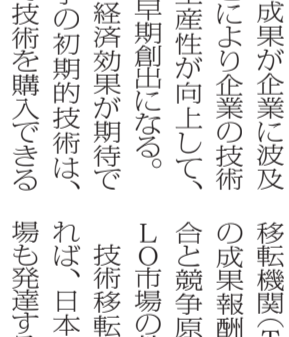 成果が企業に波及
により企業の技術
生産性が向上して、
早期創出になる。
経済効果が期待で
の初期的技術は、
技術を購入できる
移転機関(T
の成果報酬
合と競争原
LO市場の
技術移転
れば、日本
場も発達する